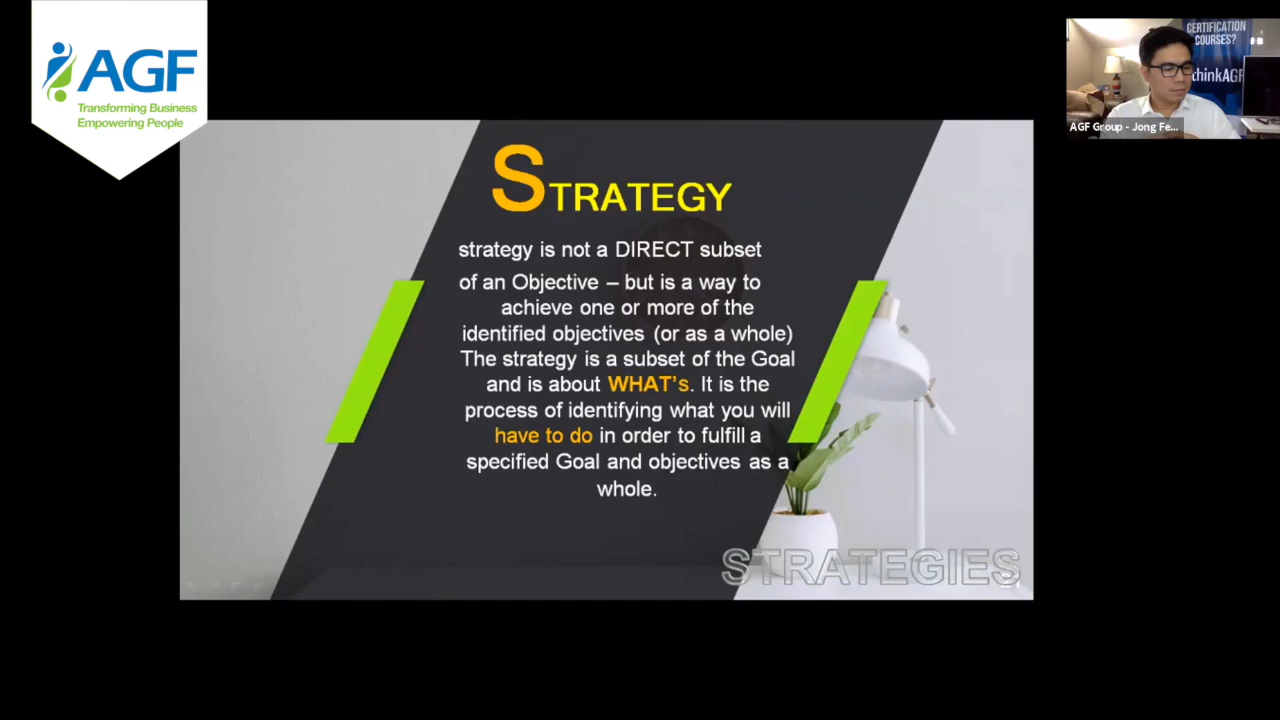 AGF
Transforming Business
Empowering People
CERTIFICATION
COURSES?
thinkAGF
AGF Group - Jong Fe...
STRATEGY
strategy is not a DIRECT subset
of an Objective – but is a way to
achieve one or more of the
identified objectives (or as a whole)
The strategy is a subset of the Goal
and is about WHAT's. It is the
process of identifying what you will
have to do in order to fulfill a
specified Goal and objectives as a
whole.
STRATEGIES